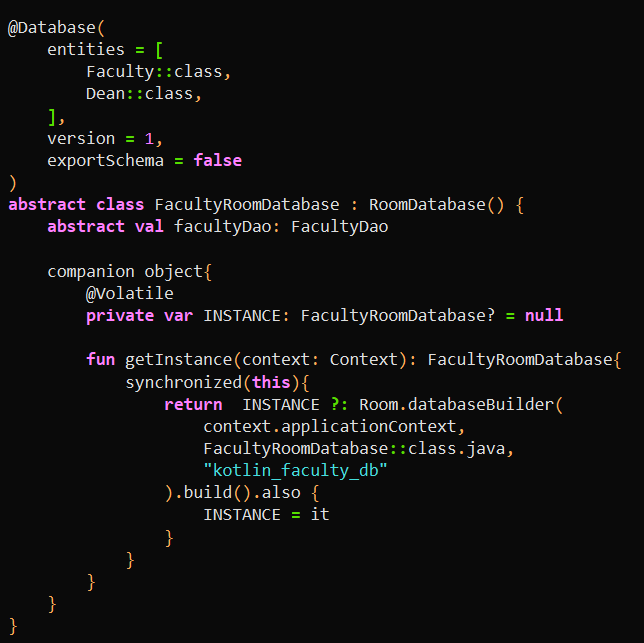 @Database(
    entities = [
        Faculty::class,
        Dean::class,
    ],
    version = 1,
    exportSchema = false
)
abstract class FacultyRoomDatabase : RoomDatabase() {
    abstract val facultyDao: FacultyDao

    companion object{
        @Volatile
        private var INSTANCE: FacultyRoomDatabase? = null

        fun getInstance(context: Context): FacultyRoomDatabase{
            synchronized(this){
                return  INSTANCE ?: Room.databaseBuilder(
                    context.applicationContext,
                    FacultyRoomDatabase::class.java,
                    "kotlin_faculty_db"
                ).build().also {
                    INSTANCE = it
                }
            }
        }
    }
}